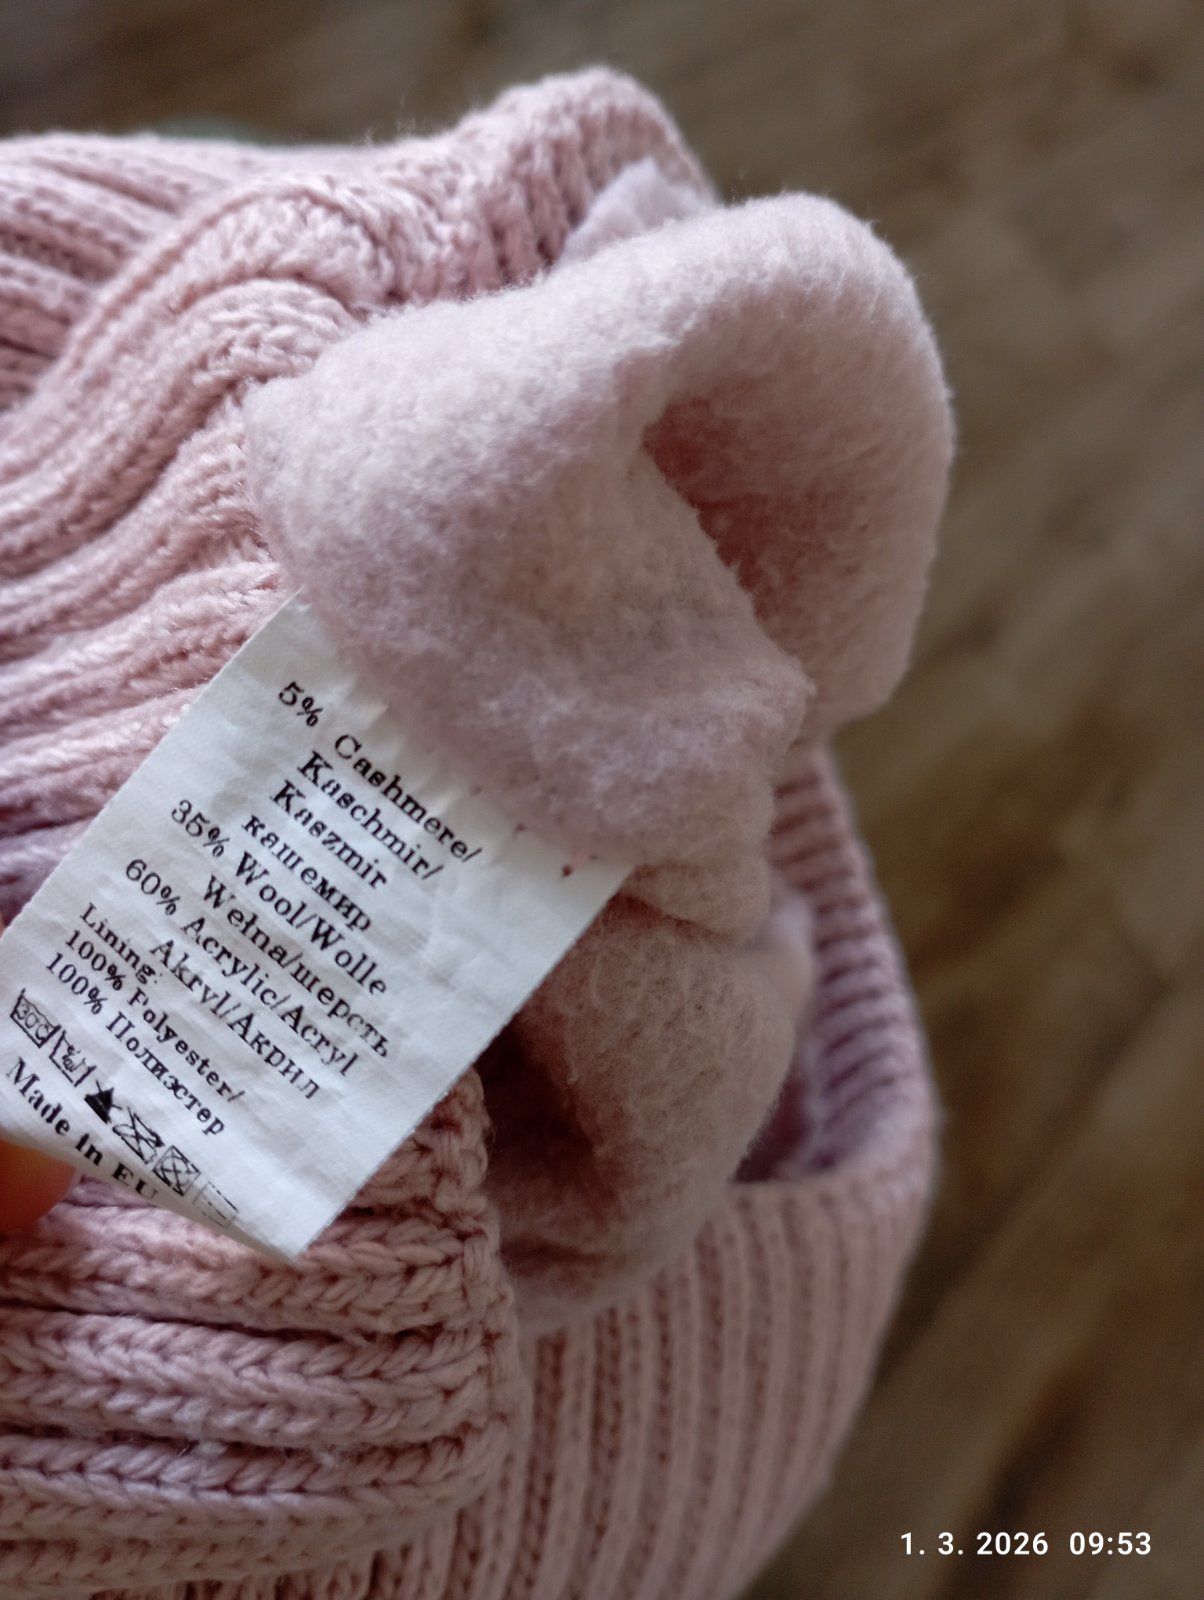 5% Cashmere/
Kaschmir/
Kaszmir
кашемир
35% Wool/Wolle
Wełna/шерсть
60% Acrylic/Acryl
Akryl/Акрил
Lining:
100% Polyester/
100% Полиэстер
Made in EU
1. 3. 2026 09:53